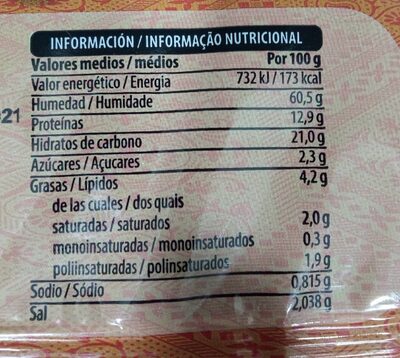 INFORMACIÓN / INFORMAÇÃO NUTRICIONAL
Valores medios / médios Por 100 g
Valor energético / Energia 732 kJ / 173 kcal
Humedad / Humidade 60,5 g
21
Proteínas 12,9 g
Hidratos de carbono 21,0 g
Azúcares / Açucares 2,3 g
Grasas / Lípidos 4,2 g
de las cuales / dos quais
saturadas / saturados 2,0 g
monoinsaturadas / monoinsaturados 0,3 g
poliinsaturadas / polinsaturados 1,9 g
Sodio / Sódio 0,815 g
Sal 2,038 g